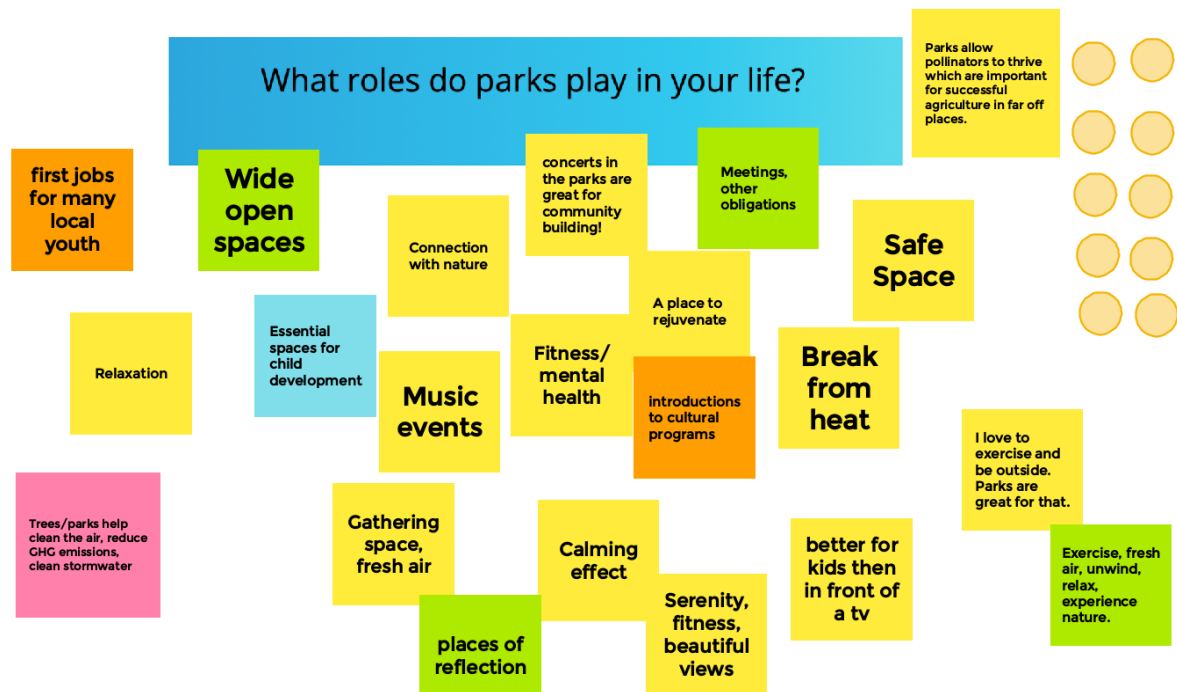 What roles do parks play in your life?
Parks allow
pollinators to thrive
which are important
for successful
agriculture in far off
places.
first jobs
for many
local
youth
Wide
open
spaces
Connection
with nature
concerts in
the parks are
great for
community
building!
Meetings,
other
obligations
Safe
Space
Relaxation
Essential
spaces for
child
development
Music
events
Fitness/
mental
health
A place to
rejuvenate
introductions
to cultural
programs
Break
from
heat
I love to
exercise and
be outside.
Parks are
great for that.
Trees/parks help
clean the air, reduce
GHG emissions,
clean stormwater
Gathering
space,
fresh air
places of
reflection
Calming
effect
Serenity,
fitness,
beautiful
views
better for
kids then
in front of
a tv
Exercise, fresh
air, unwind,
relax,
experience
nature.